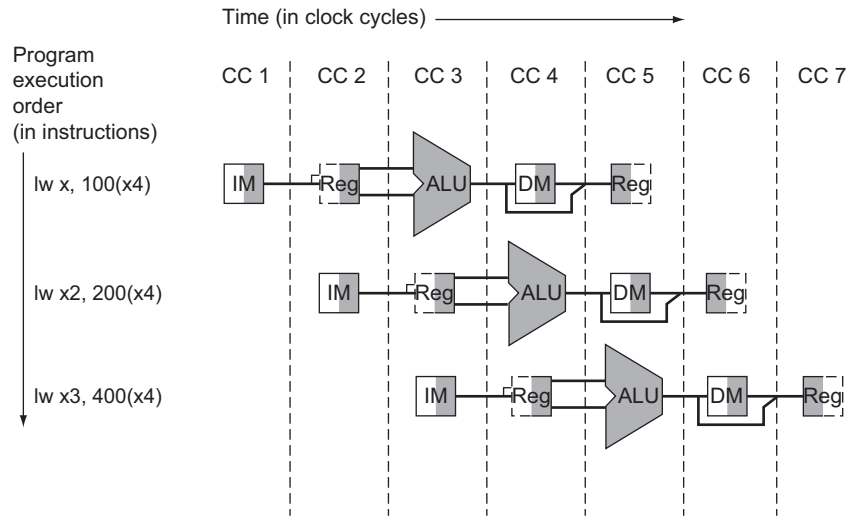 Time (in clock cycles)
Program
execution
order
(in instructions)
CC 1 CC 2 CC 3 CC 4 CC 5 CC 6 CC 7
lw x, 100(x4) IM Reg ALU DM Reg
lw x2, 200(x4) IM Reg ALU DM Reg
lw x3, 400(x4) IM Reg ALU DM Reg